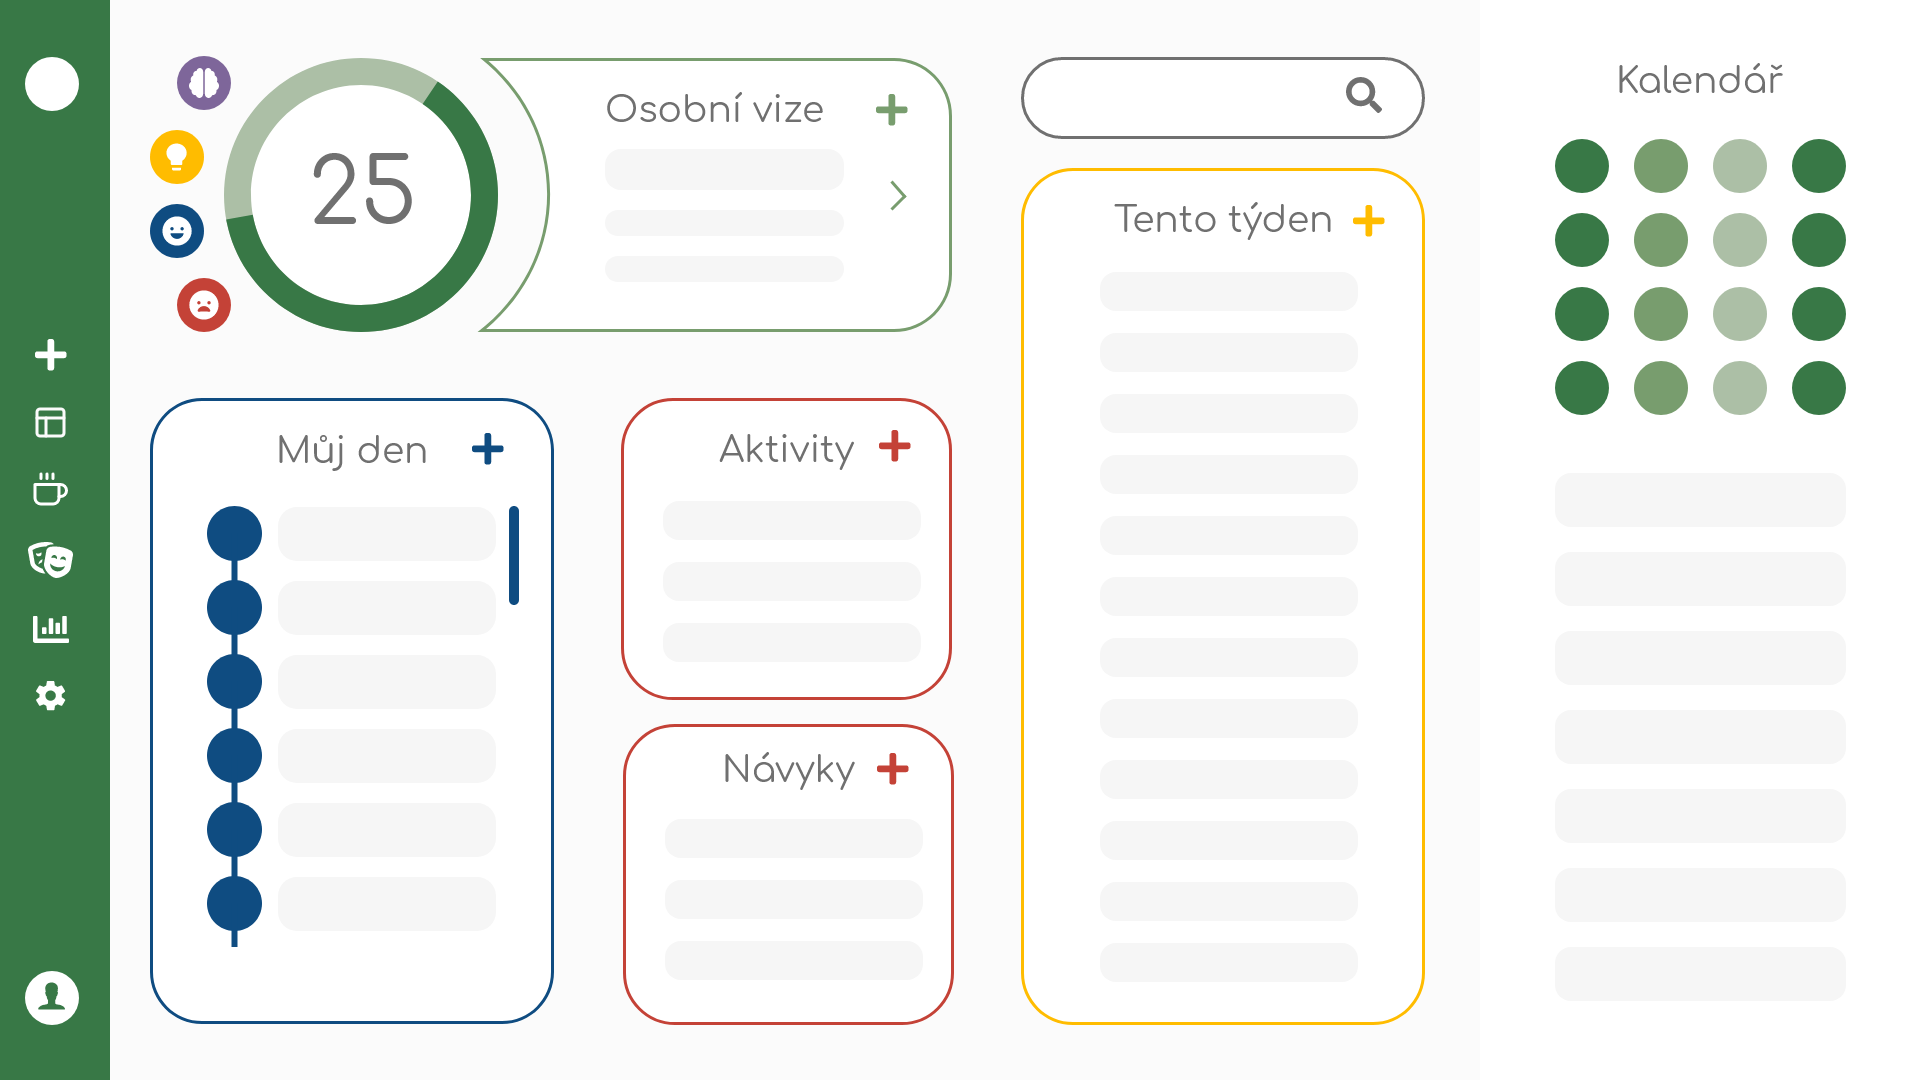 25
Osobní vize
Můj den
Aktivity
Návyky
Tento týden
Kalendář